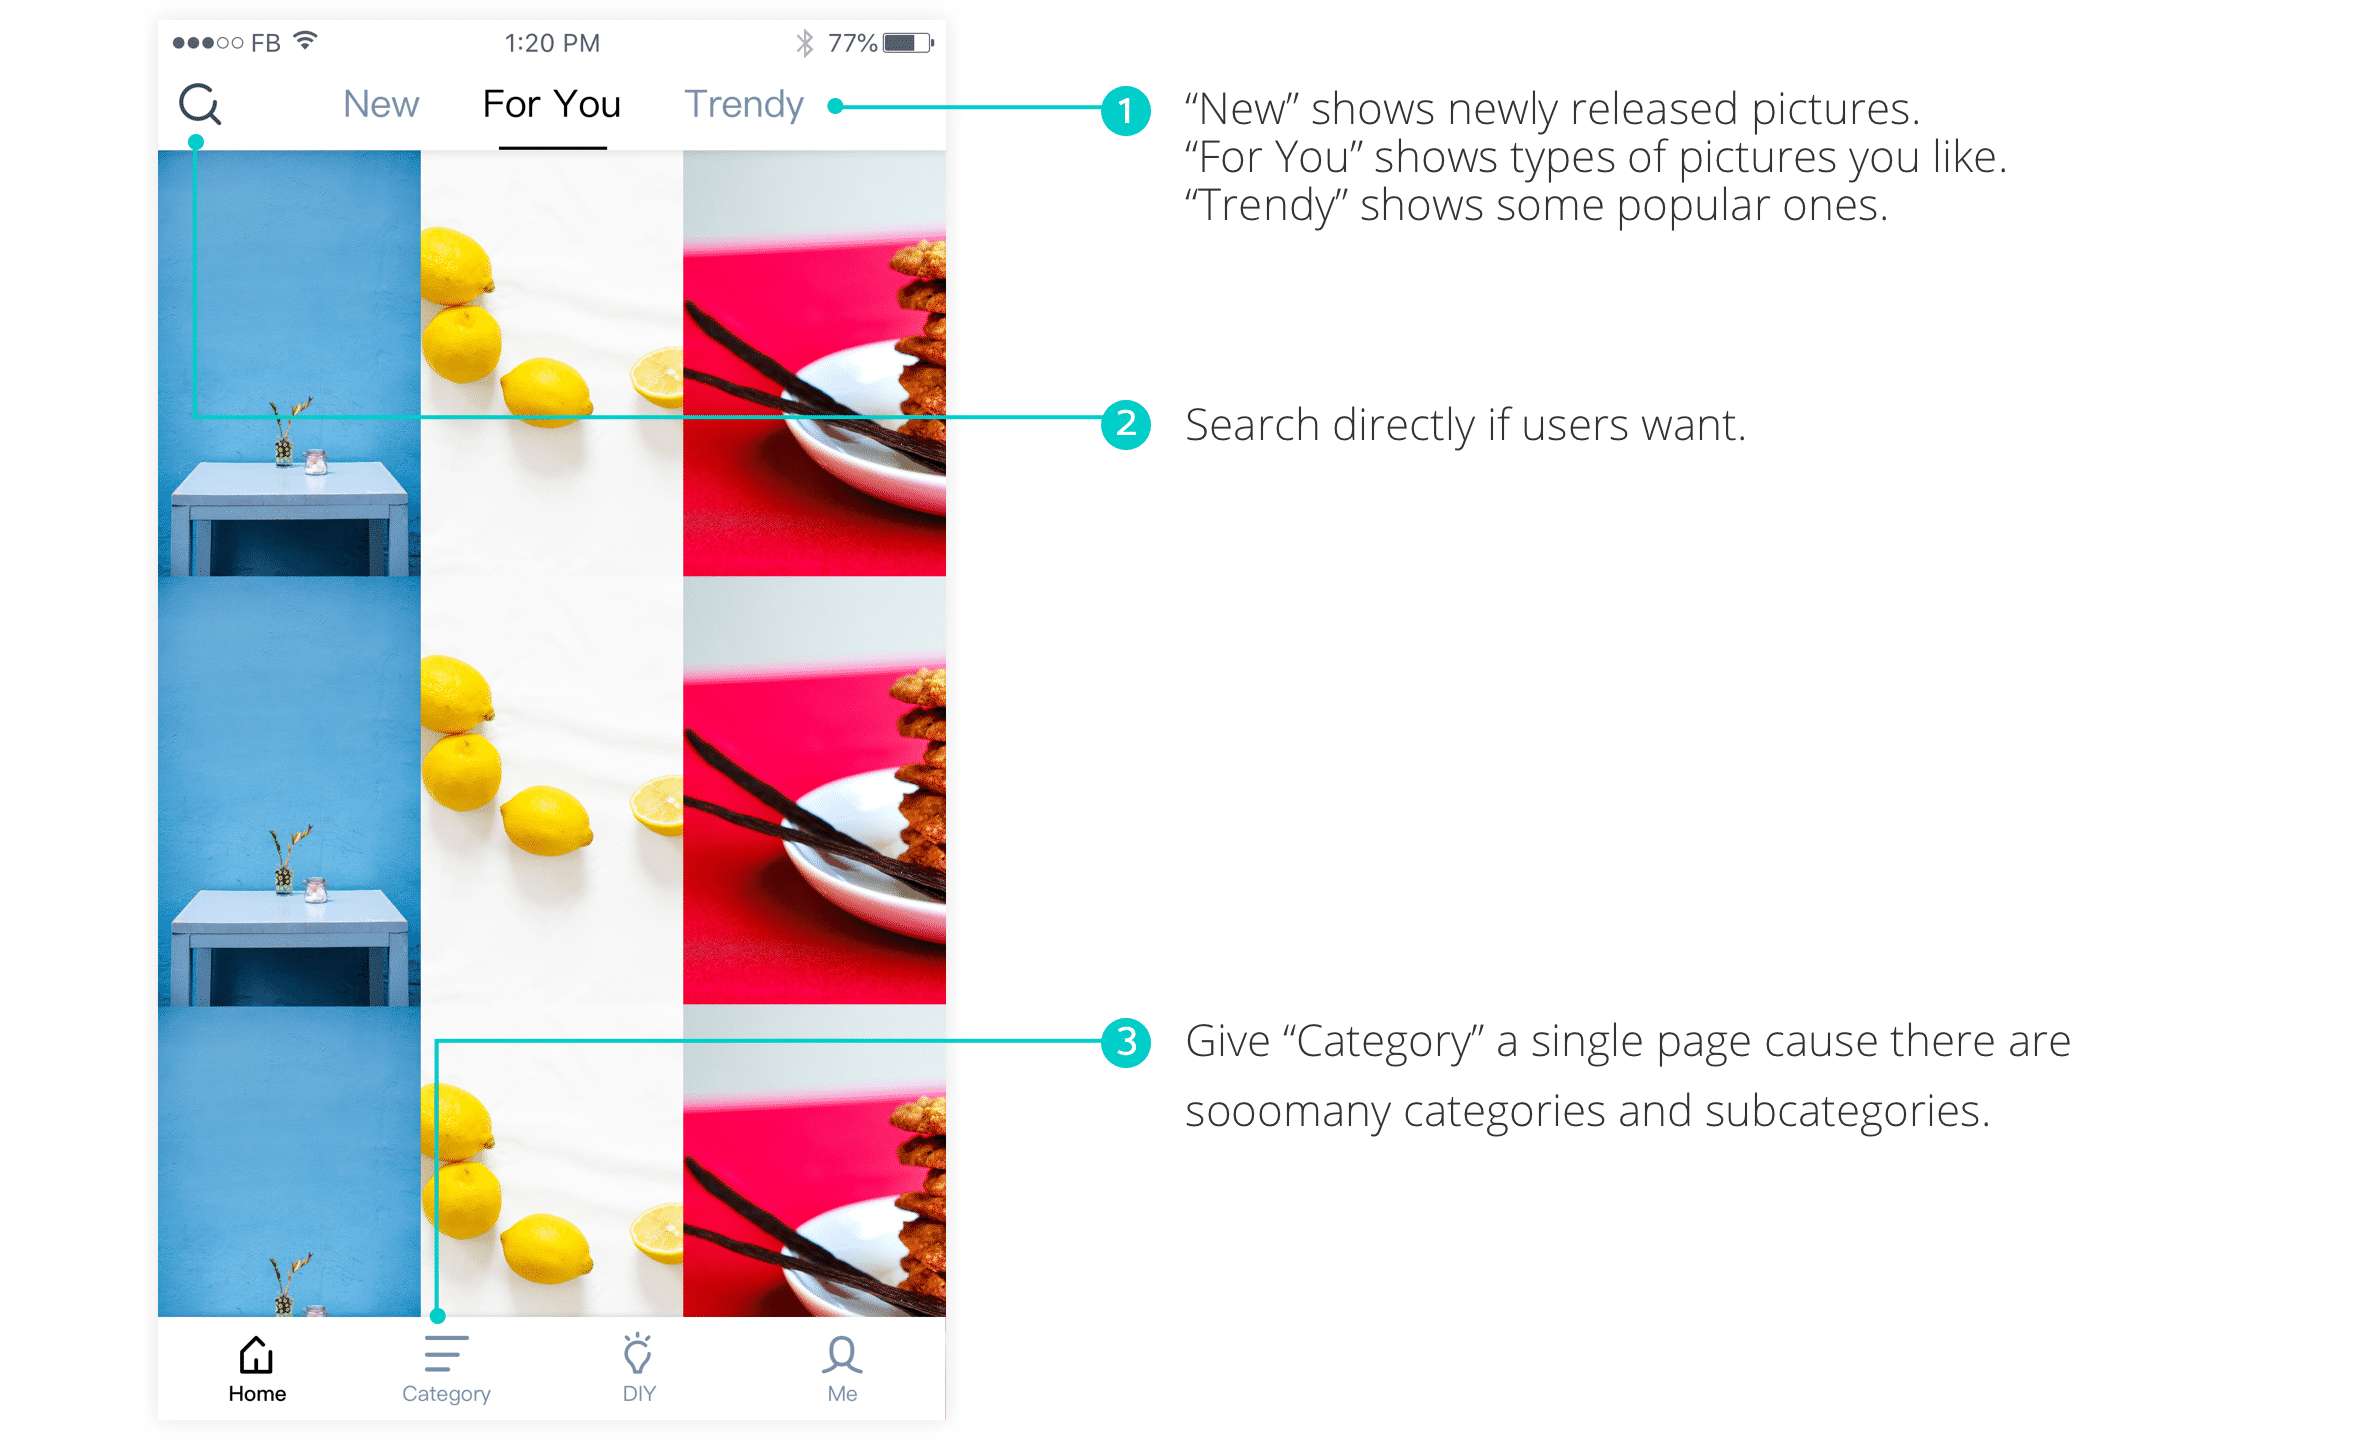 FB 1:20 PM 77%
New For You Trendy
1 “New” shows newly released pictures.
“For You” shows types of pictures you like.
“Trendy” shows some popular ones.
2 Search directly if users want.
3 Give “Category” a single page cause there are
sooomany categories and subcategories.
Home Category DIY Me